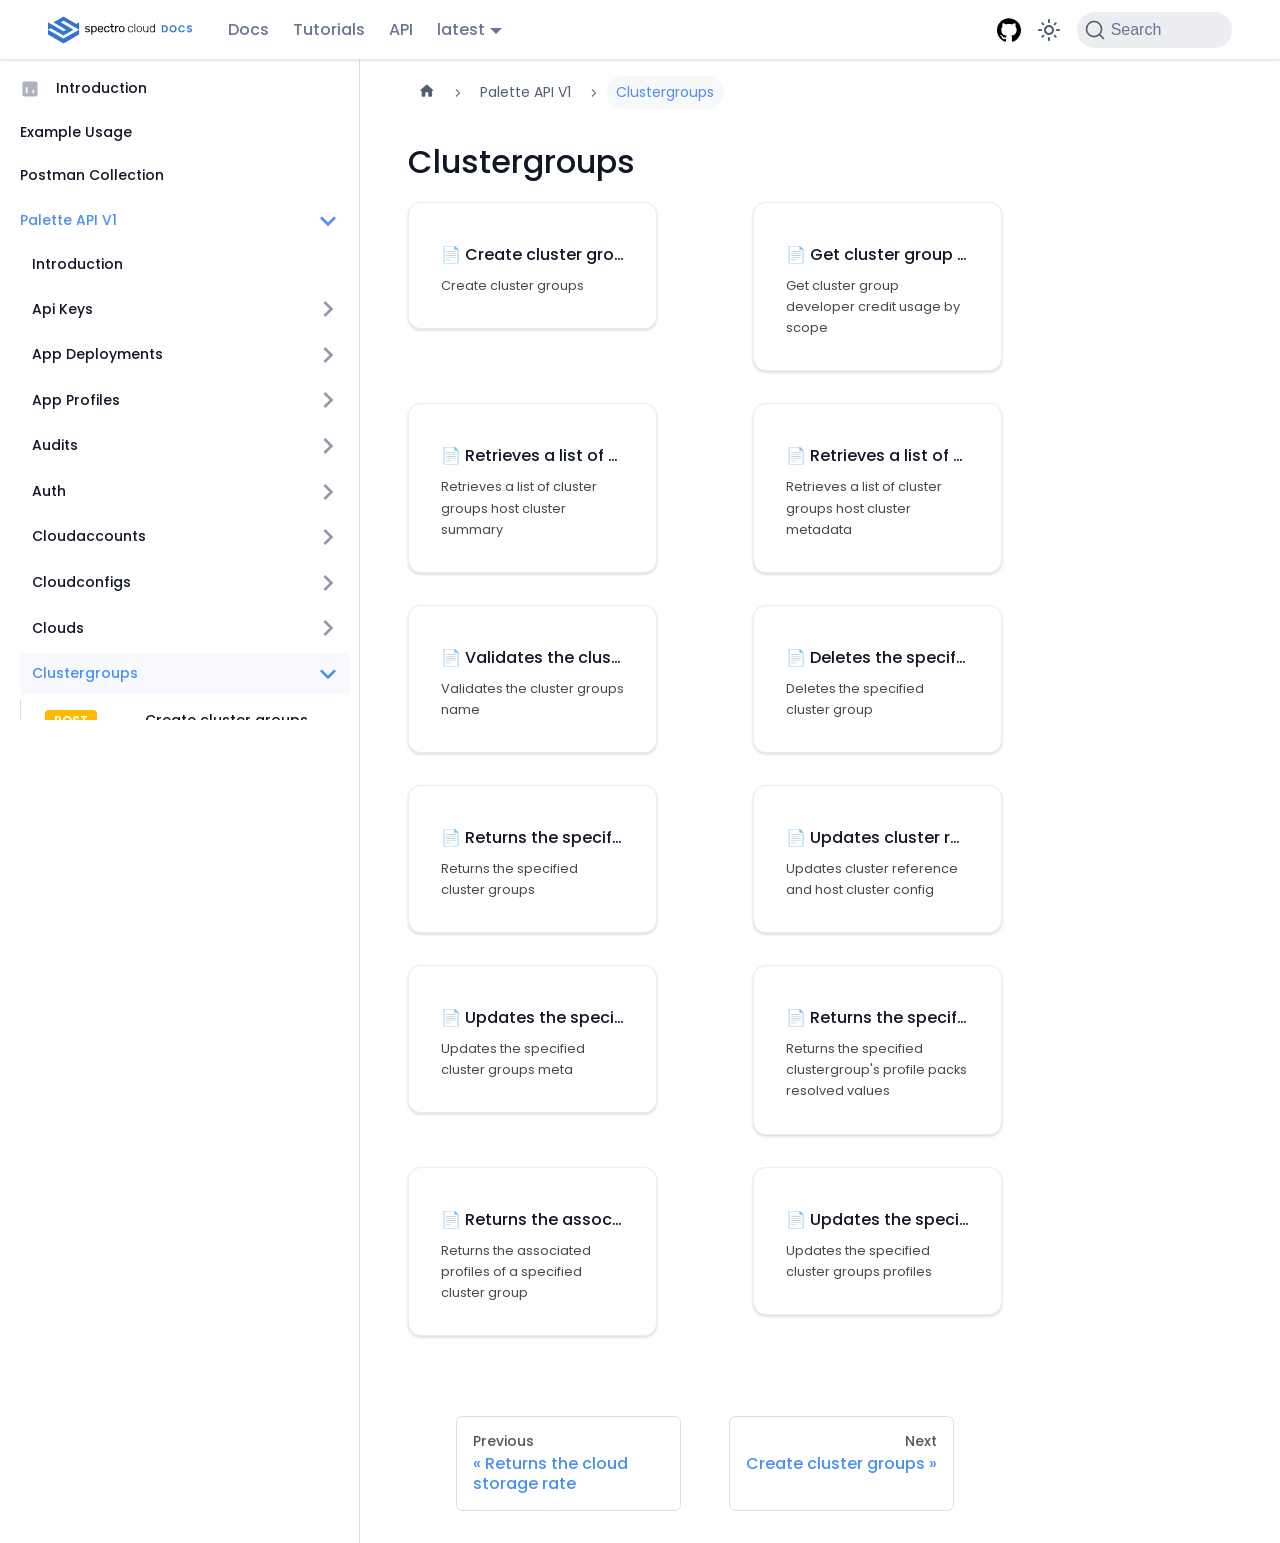 spectro cloud DOCS Docs Tutorials API latest Search
Introduction
Example Usage
Postman Collection
Palette API V1
Introduction
Api Keys
App Deployments
App Profiles
Audits
Auth
Cloudaccounts
Cloudconfigs
Clouds
Clustergroups
POST Create cluster groups
Palette API V1 Clustergroups
Clustergroups
Create cluster gro...
Create cluster groups
Get cluster group ...
Get cluster group
developer credit usage by
scope
Retrieves a list of ...
Retrieves a list of cluster
groups host cluster
summary
Retrieves a list of ...
Retrieves a list of cluster
groups host cluster
metadata
Validates the clus...
Validates the cluster groups
name
Deletes the specif...
Deletes the specified
cluster group
Returns the specif...
Returns the specified
cluster groups
Updates cluster r...
Updates cluster reference
and host cluster config
Updates the speci...
Updates the specified
cluster groups meta
Returns the specif...
Returns the specified
clustergroup's profile packs
resolved values
Returns the assoc...
Returns the associated
profiles of a specified
cluster group
Updates the speci...
Updates the specified
cluster groups profiles
Previous
« Returns the cloud
storage rate
Next
Create cluster groups »